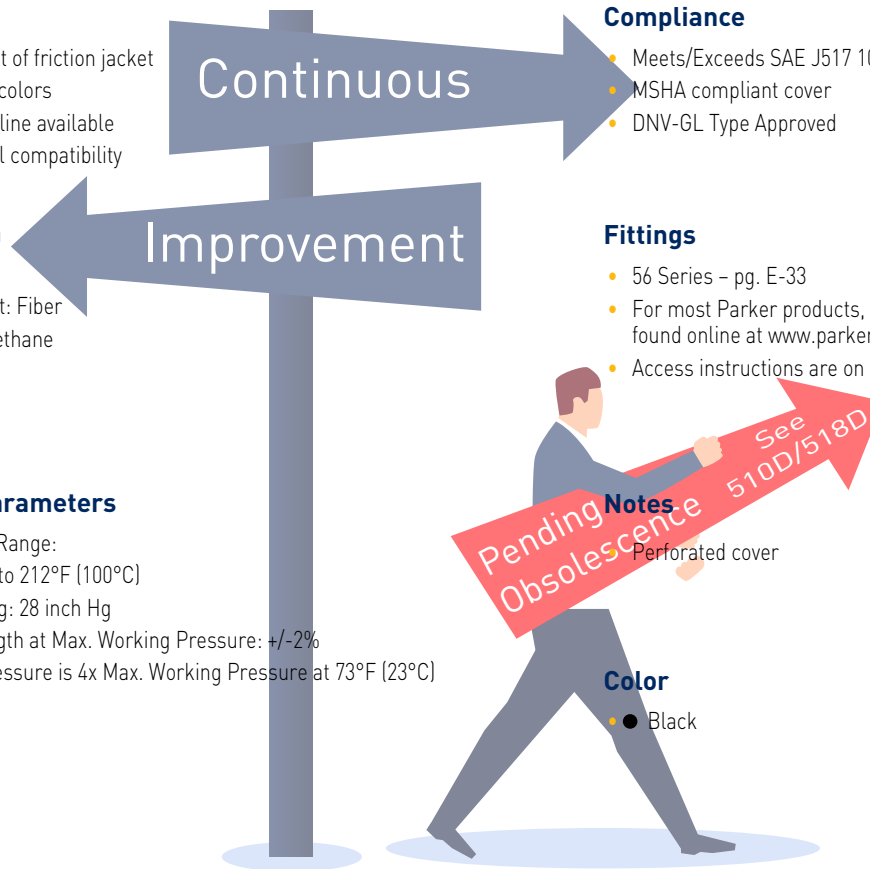 t of friction jacket
colors
line available
l compatibility
t: Fiber
ethane
arameters
Range:
to 212°F (100°C)
g: 28 inch Hg
gth at Max. Working Pressure: +/-2%
essure is 4x Max. Working Pressure at 73°F (23°C)
Continuous
Improvement
Compliance
• Meets/Exceeds SAE J517 10
• MSHA compliant cover
• DNV-GL Type Approved
Fittings
• 56 Series – pg. E-33
• For most Parker products,
found online at www.parker
• Access instructions are on
Pending
Obsolescence
See
510D/518D
Notes
• Perforated cover
Color
• ● Black